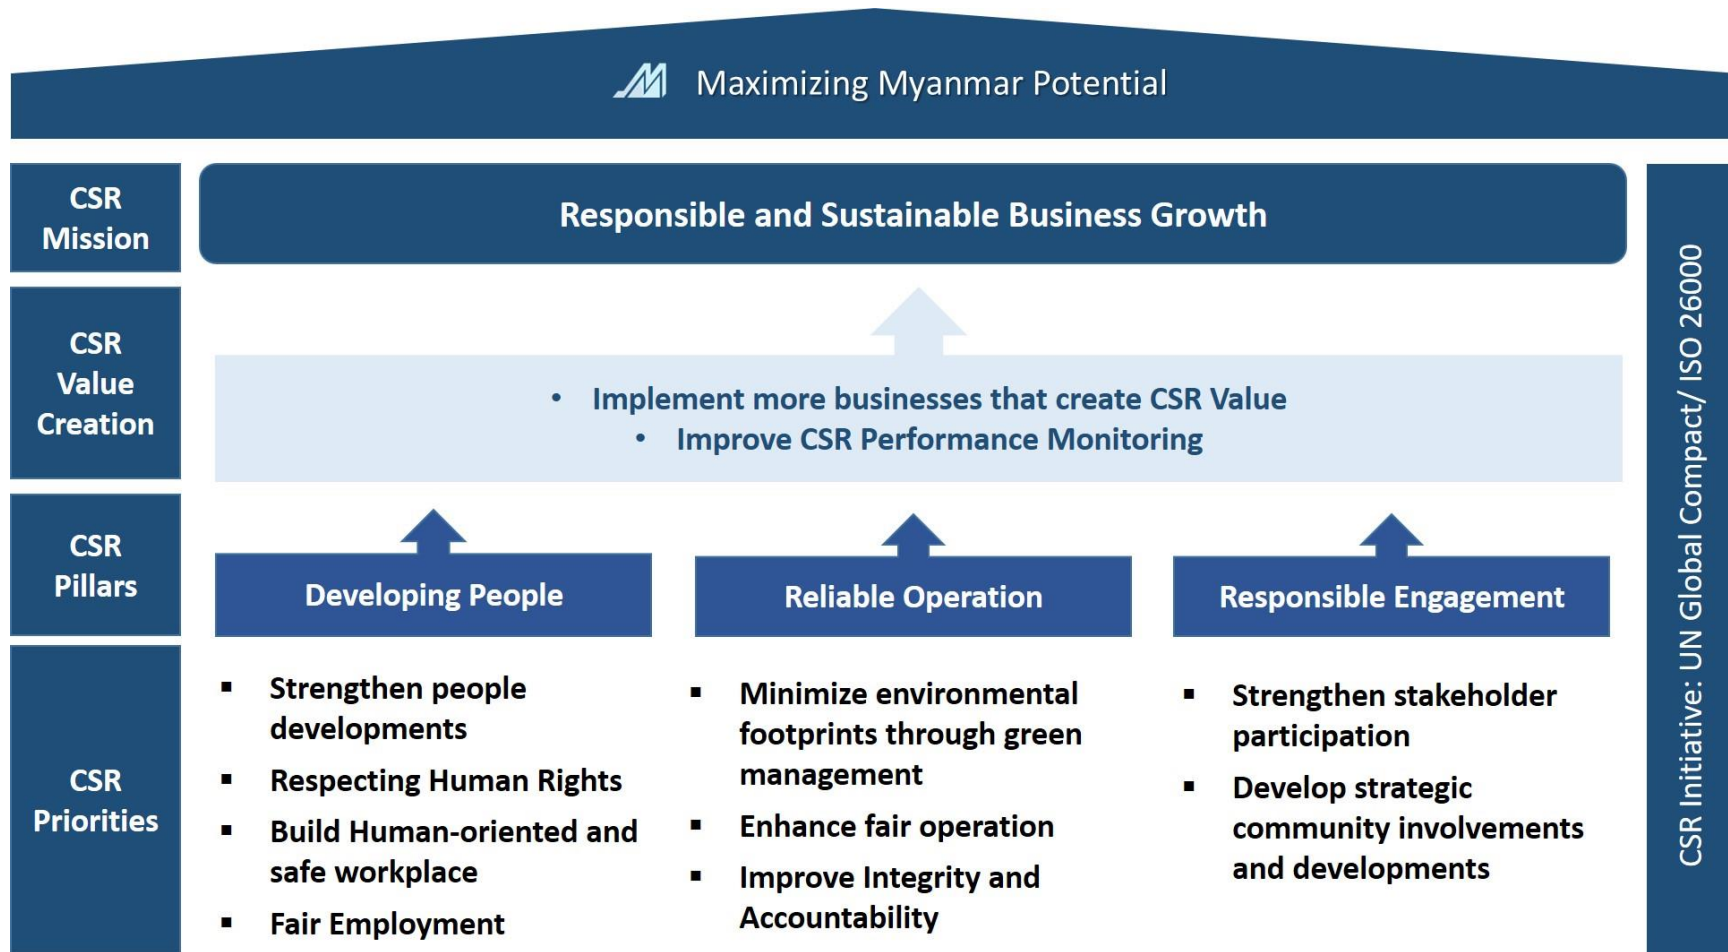 Maximizing Myanmar Potential
CSR
Mission
Responsible and Sustainable Business Growth
CSR
Value
Creation
• Implement more businesses that create CSR Value
• Improve CSR Performance Monitoring
CSR
Pillars
Developing People
Reliable Operation
Responsible Engagement
CSR
Priorities
▪ Strengthen people
developments
▪ Respecting Human Rights
▪ Build Human-oriented and
safe workplace
▪ Fair Employment
▪ Minimize environmental
footprints through green
management
▪ Enhance fair operation
▪ Improve Integrity and
Accountability
▪ Strengthen stakeholder
participation
▪ Develop strategic
community involvements
and developments
CSR Initiative: UN Global Compact/ ISO 26000